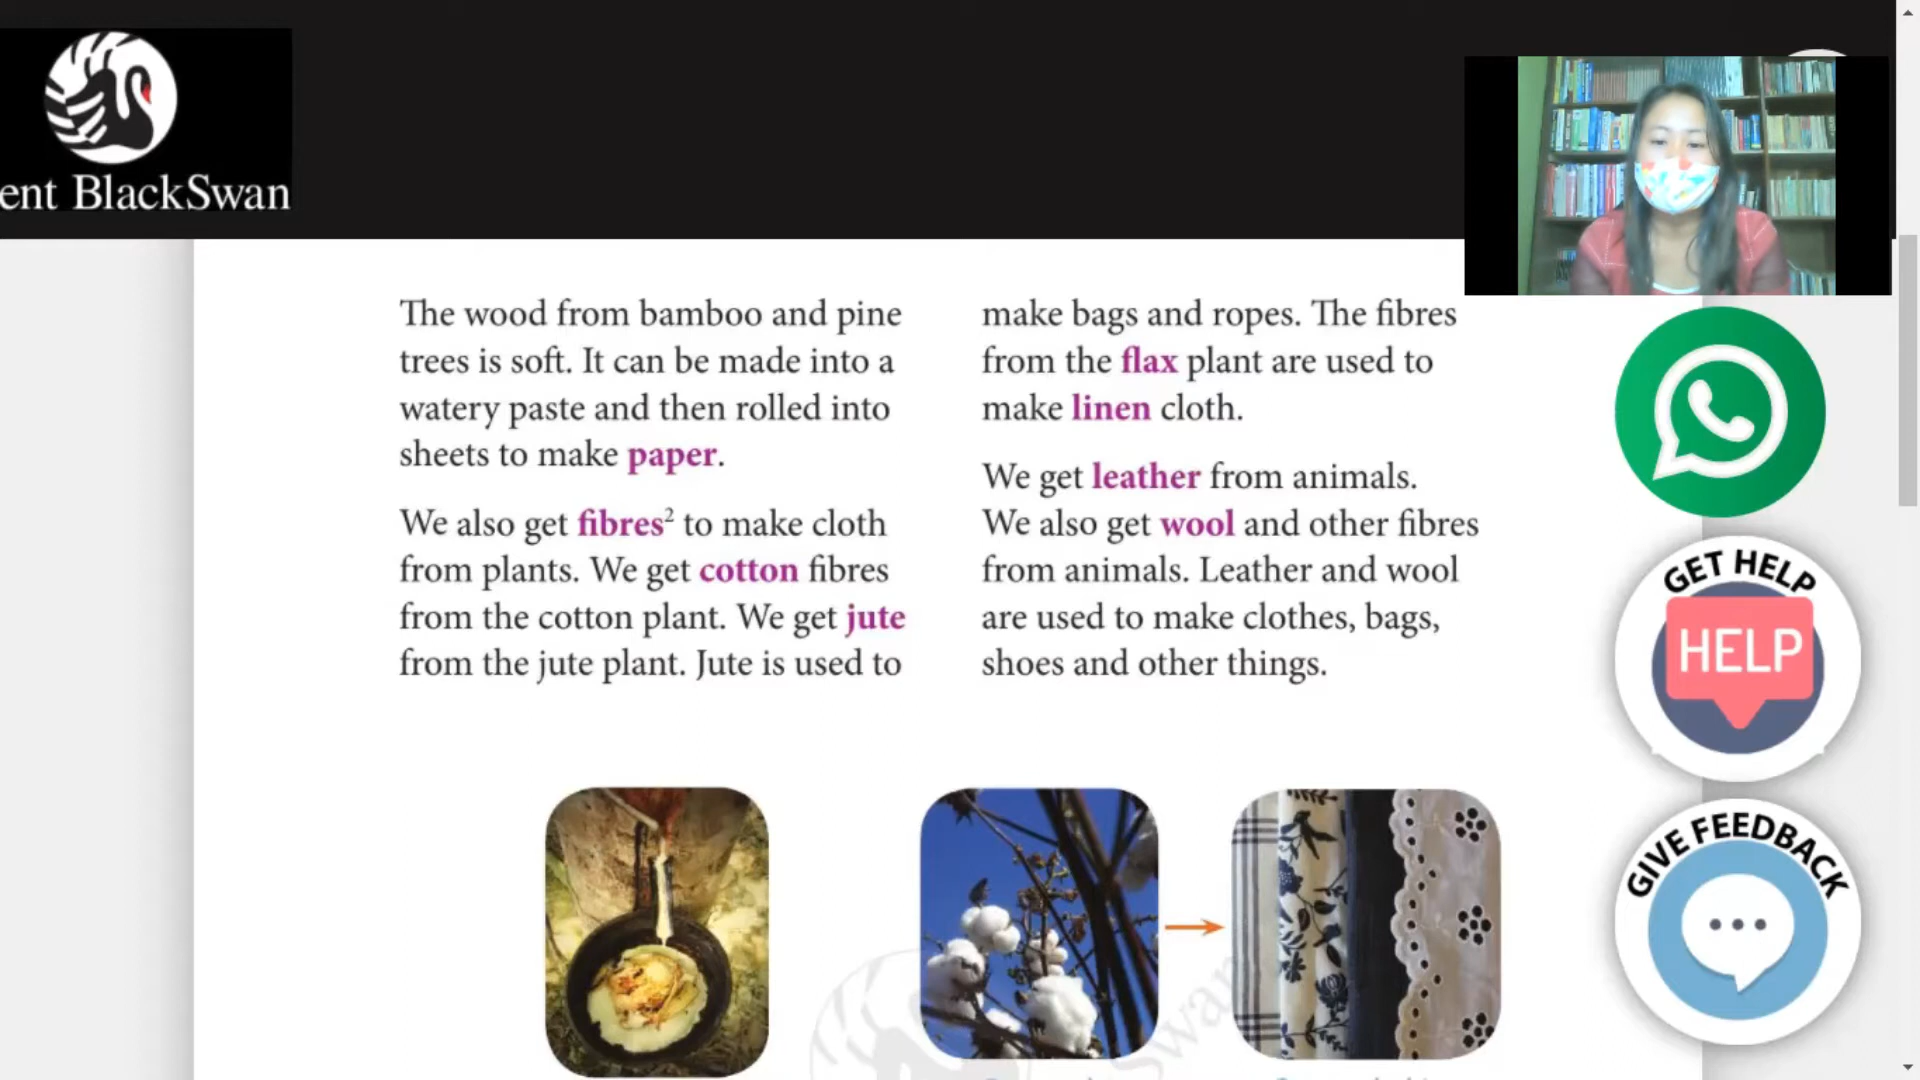 ent BlackSwan
The wood from bamboo and pine
trees is soft. It can be made into a
watery paste and then rolled into
sheets to make paper.
We also get fibres² to make cloth
from plants. We get cotton fibres
from the cotton plant. We get jute
from the jute plant. Jute is used to
make bags and ropes. The fibres
from the flax plant are used to
make linen cloth.
We get leather from animals.
We also get wool and other fibres
from animals. Leather and wool
are used to make clothes, bags,
shoes and other things.
GET HELP
HELP
GIVE FEEDBACK
Swan